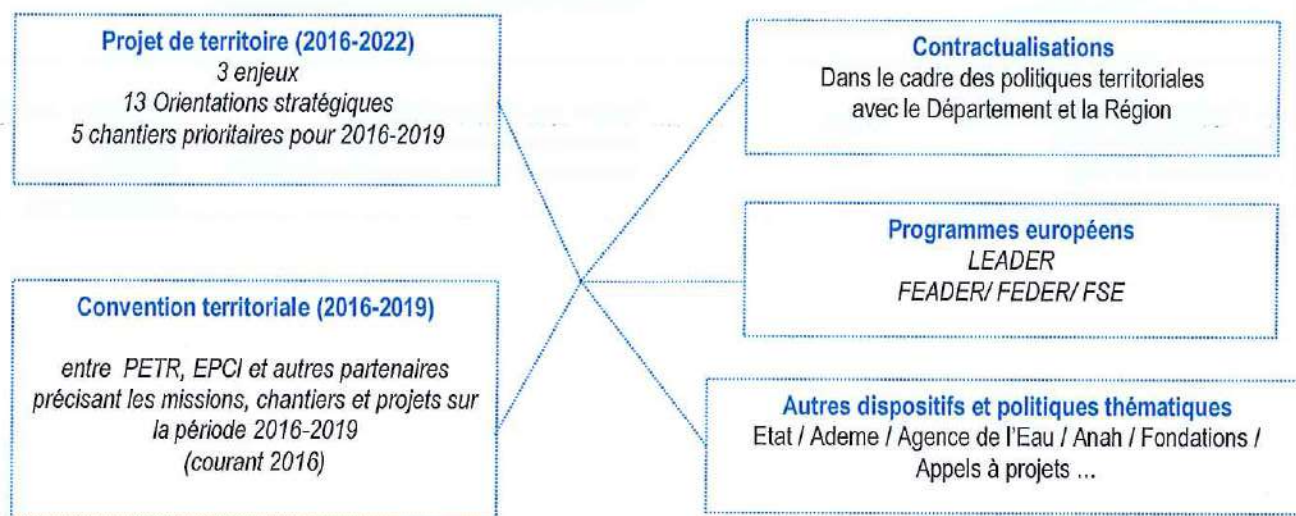 Projet de territoire (2016-2022)
3 enjeux
13 Orientations stratégiques
5 chantiers prioritaires pour 2016-2019
Convention territoriale (2016-2019)
entre PETR, EPCI et autres partenaires
précisant les missions, chantiers et projets sur
la période 2016-2019
(courant 2016)
Contractualisations
Dans le cadre des politiques territoriales
avec le Département et la Région
Programmes européens
LEADER
FEADER/ FEDER/ FSE
Autres dispositifs et politiques thématiques
Etat / Ademe / Agence de l'Eau / Anah / Fondations /
Appels à projets ...